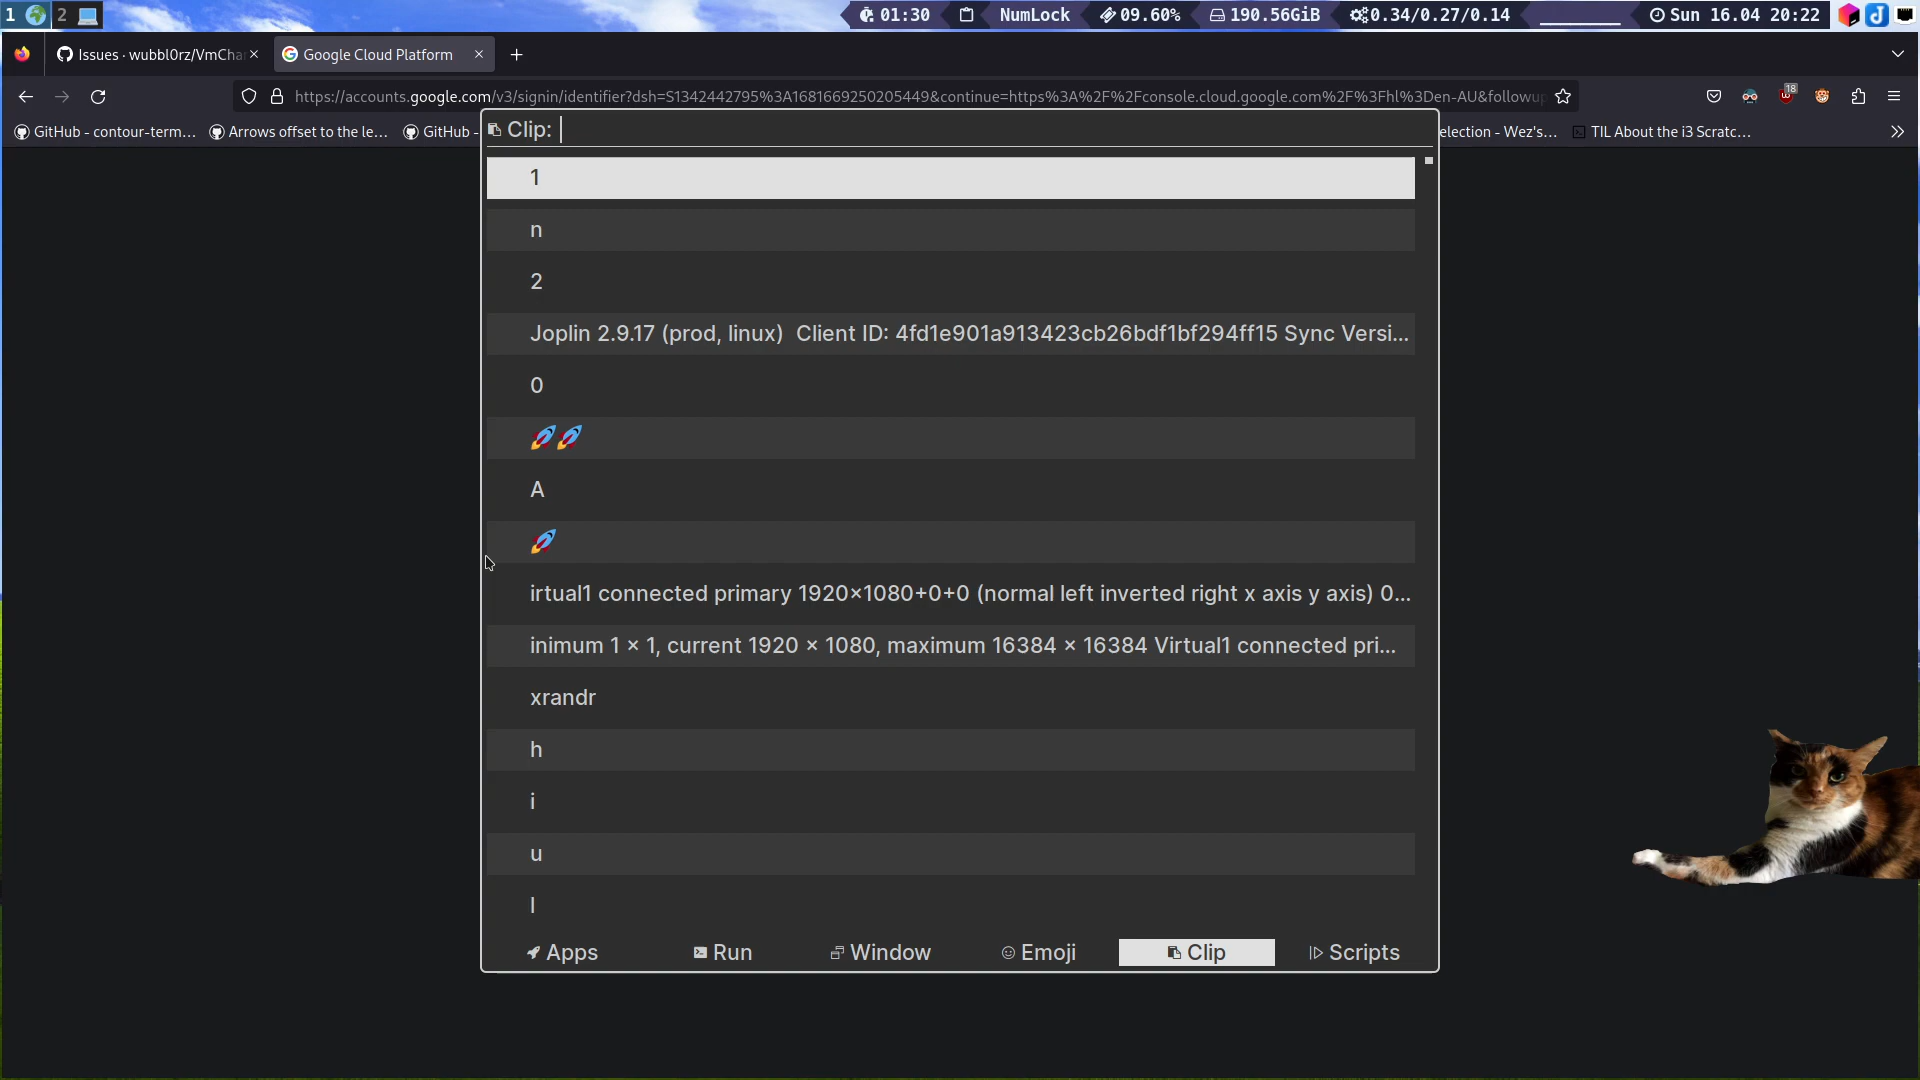 1 2 01:30 NumLock 09.60% 190.56GiB 0.34/0.27/0.14 Sun 16.04 20:22
Issues · wubbl0rz/VmCha Google Cloud Platform
https://accounts.google.com/v3/signin/identifier?dsh=S1342442795%3A1681669250205449&continue=https%3A%2F%2Fconsole.cloud.google.com%2F%3Fhl%3Den-AU&followup 18
GitHub - contour-term... Arrows offset to the le... GitHub - election - Wez's... TIL About the i3 Scratc...
Clip:
1
n
2
Joplin 2.9.17 (prod, linux) Client ID: 4fd1e901a913423cb26bdf1bf294ff15 Sync Versi...
0
🚀🚀
A
🚀
irtual1 connected primary 1920×1080+0+0 (normal left inverted right x axis y axis) 0...
inimum 1 × 1, current 1920 × 1080, maximum 16384 × 16384 Virtual1 connected pri...
xrandr
h
i
u
l
Apps Run Window Emoji Clip Scripts